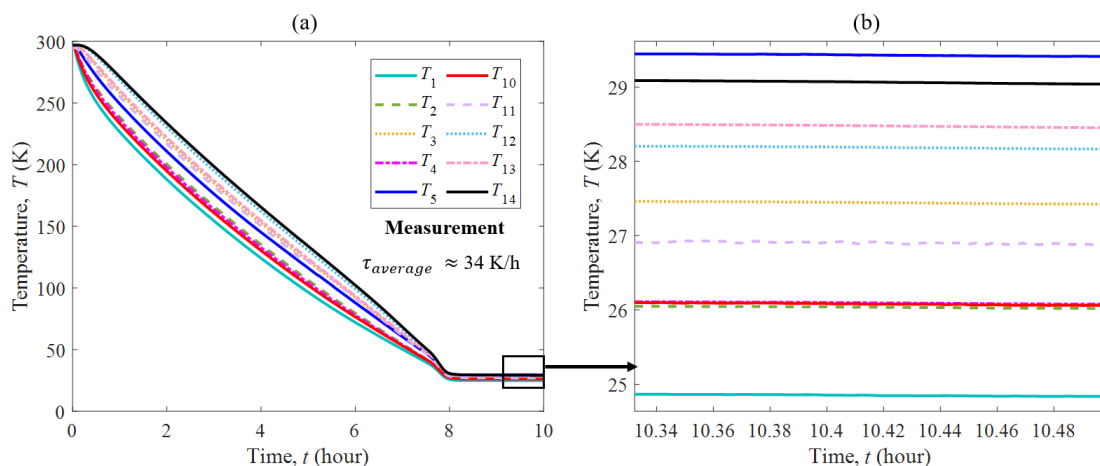 (a)
Temperature, T (K)
300
250
200
150
100
50
0
0 2 4 6 8 10
Time, t (hour)
T1 T10
T2 T11
T3 T12
T4 T13
T5 T14
Measurement
τaverage ≈ 34 K/h
(b)
Temperature, T (K)
29
28
27
26
25
10.34 10.36 10.38 10.4 10.42 10.44 10.46 10.48
Time, t (hour)